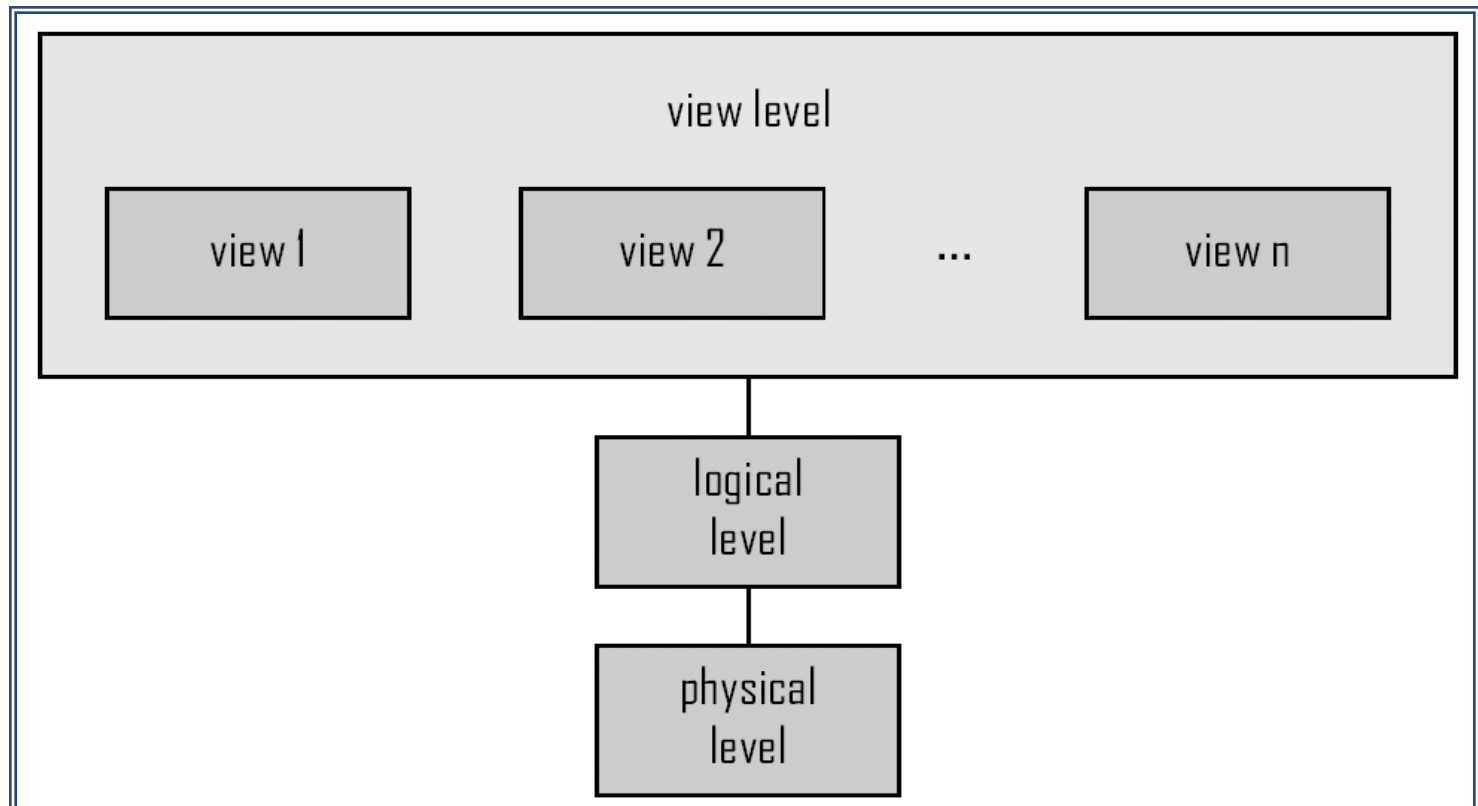 view level
view 1
view 2
...
view n
logical
level
physical
level